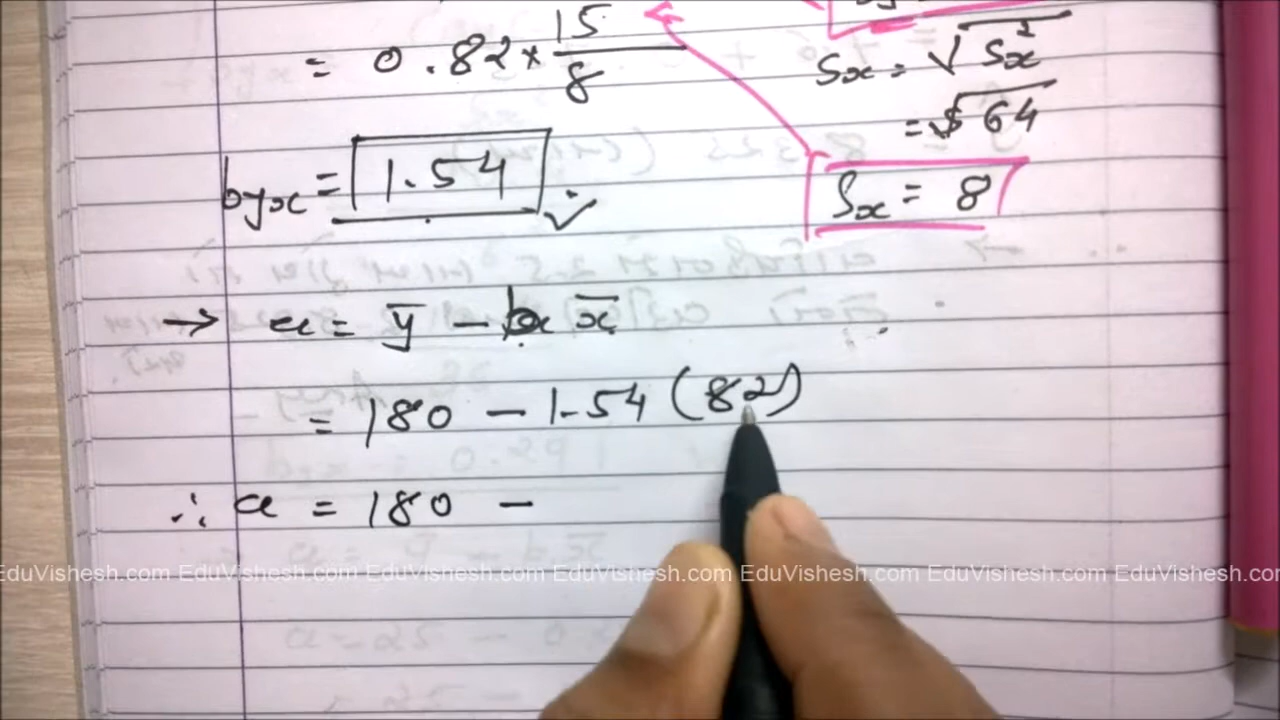 = 0.82 × 15/8
Sx = √Sx²
= √64
byx = 1.54
Sx = 8
→ a = ȳ - b x̄
= 180 - 1.54 (82)
∴ a = 180 -
EduVishesh.com EduVishesh.com EduVishesh.com EduVishesh.com EduVishesh.com EduVishesh.com EduVishesh.com